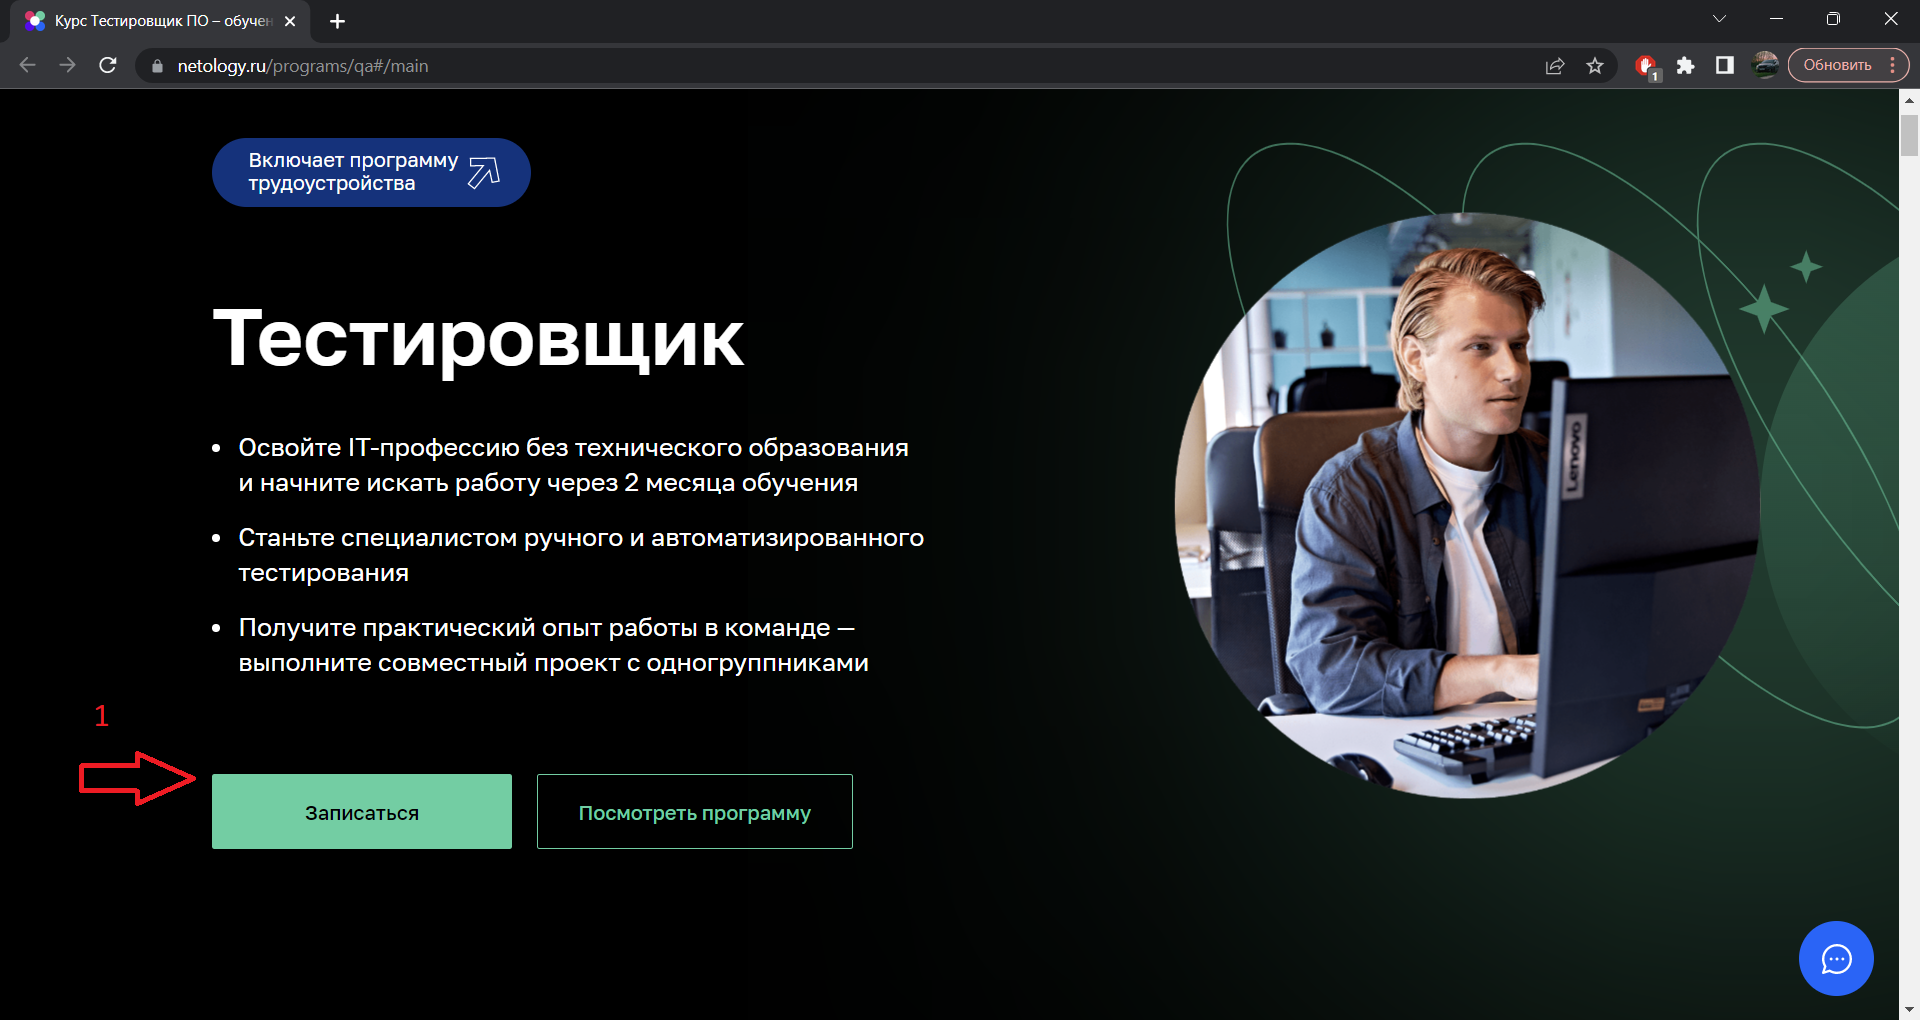 Курс Тестировщик ПО – обучен
netology.ru/programs/qa#/main
1
Обновить
Включает программу
трудоустройства
Тестировщик
Освойте IT-профессию без технического образования
и начните искать работу через 2 месяца обучения
Станьте специалистом ручного и автоматизированного
тестирования
Получите практический опыт работы в команде —
выполните совместный проект с одногруппниками
Lenovo
1
Записаться
Посмотреть программу